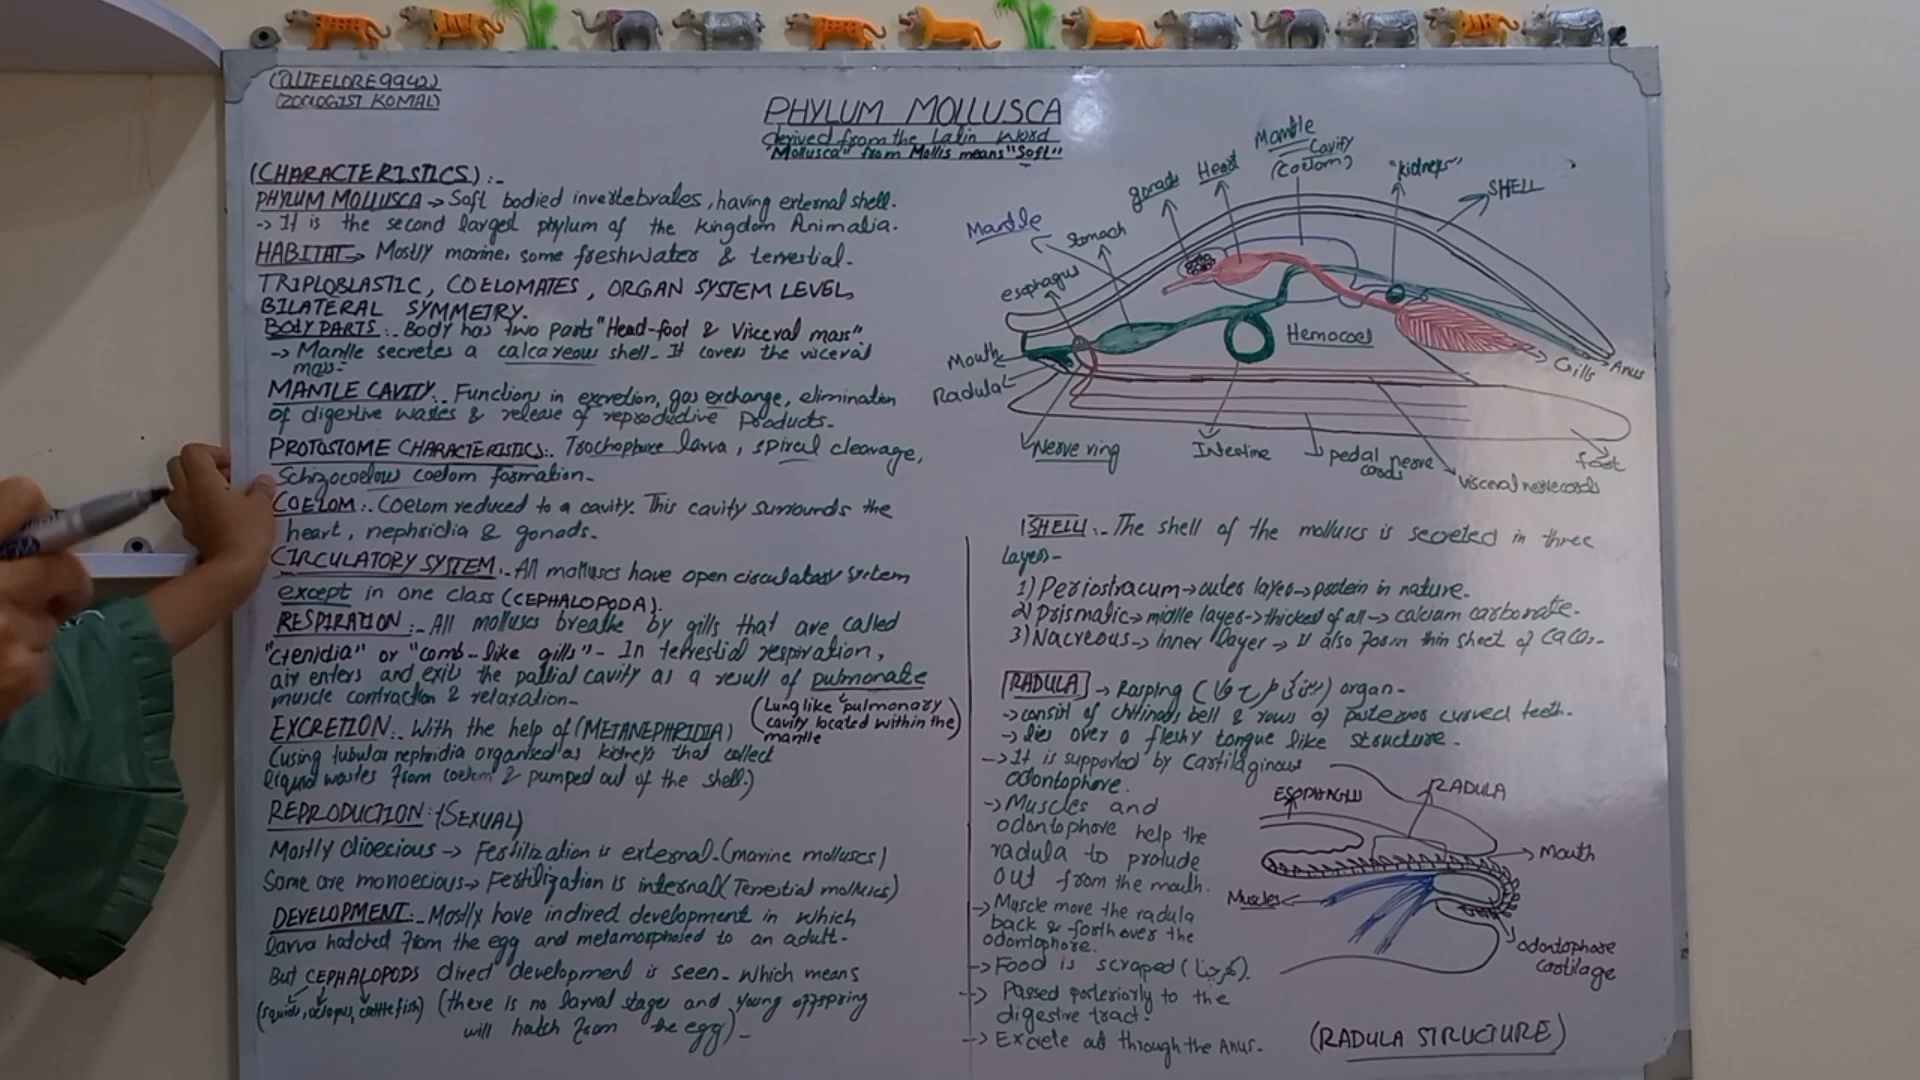 (OLIFELORE9942)
(ZOOLOGIST KOMAL)
PHYLUM MOLLUSCA
derived from the Latin word
"Mollusca" from Mollis means "Soft"
(CHARACTERISTICS):-
PHYLUM MOLLUSCA -> Soft bodied invertebrates, having external shell.
-> It is the second largest phylum of the kingdom Animalia.
HABITAT -> Mostly marine, some freshwater & terrestial.
TRIPLOBLASTIC, COELOMATES, ORGAN SYSTEM LEVEL,
BILATERAL SYMMETRY.
BODY PARTS:- Body has two parts "Head-foot & Visceral mass".
-> Mantle secretes a calcareous shell. It covers the visceral
mass.
MANTLE CAVITY:- Functions in excretion, gas exchange, elimination
of digestive wastes & release of reproductive Products.
PROTOSTOME CHARACTERISTICS:- Trochophore larva, spiral cleavage,
Schizocoelous coelom formation.
COELOM:- Coelom reduced to a cavity. This cavity surrounds the
heart, nephridia & gonads.
CIRCULATORY SYSTEM:- All molluscs have open circulatory system
except in one class (CEPHALOPODA).
RESPIRATION:- All molluscs breathe by gills that are called
"Ctenidia" or "comb-like gills"- In terrestial respiration,
air enters and exits the pallial cavity as a result of pulmonate
muscle contraction & relaxation-
(Lung like "pulmonary
cavity located within the
mantle)
EXCRETION:- With the help of (METANEPHRIDIA)
(using tubular nephridia organized as kidneys that collect
liquid wastes from coelom & pumped out of the shell.)
REPRODUCTION:- (SEXUAL)
Mostly dioecious -> Fertilization is external. (marine molluscs)
Some are monoecious -> Fertilization is internal (Terrestial molluscs)
DEVELOPMENT:- Mostly have indirect development in which
larva hatched from the egg and metamorphosed to an adult.
But CEPHALOPODS direct development is seen- which means
(squids, octopus, cuttle fish) (there is no larval stages and young offspring
will hatch from the egg)-
Mantle
Cavity
(coelom)
Heart
gonads
"kidneys"
SHELL
Mantle
Stomach
esophagus
Hemocoel
Mouth
Radula
Gills
Anus
Nerve ring
Intestine
pedal nerve
cords
visceral nerve cords
foot
SHELL:- The shell of the molluscs is secreted in three
Layers-
1) Periostracum -> outer layer -> protein in nature.
2) Prismatic -> middle layer -> thickest of all -> calcium carbonate.
3) Nacreous -> inner layer -> It also form thin sheet of CaCO3-
RADULA -> Rasping organ-
-> consist of chitinous belt & rows of posterior curved teeth.
-> lies over a fleshy tongue like structure.
-> It is supported by cartilaginous
odontophore.
-> Muscles and
odontophore help the
radula to protude
out from the mouth.
-> Muscle move the radula
back & forth over the
odontophore.
-> Food is scraped
-> Passed posteriorly to the
digestive tract.
-> Excrete out through the Anus.
ESOPHAGUS
RADULA
Mouth
Muscles
odontophore
cartilage
(RADULA STRUCTURE)